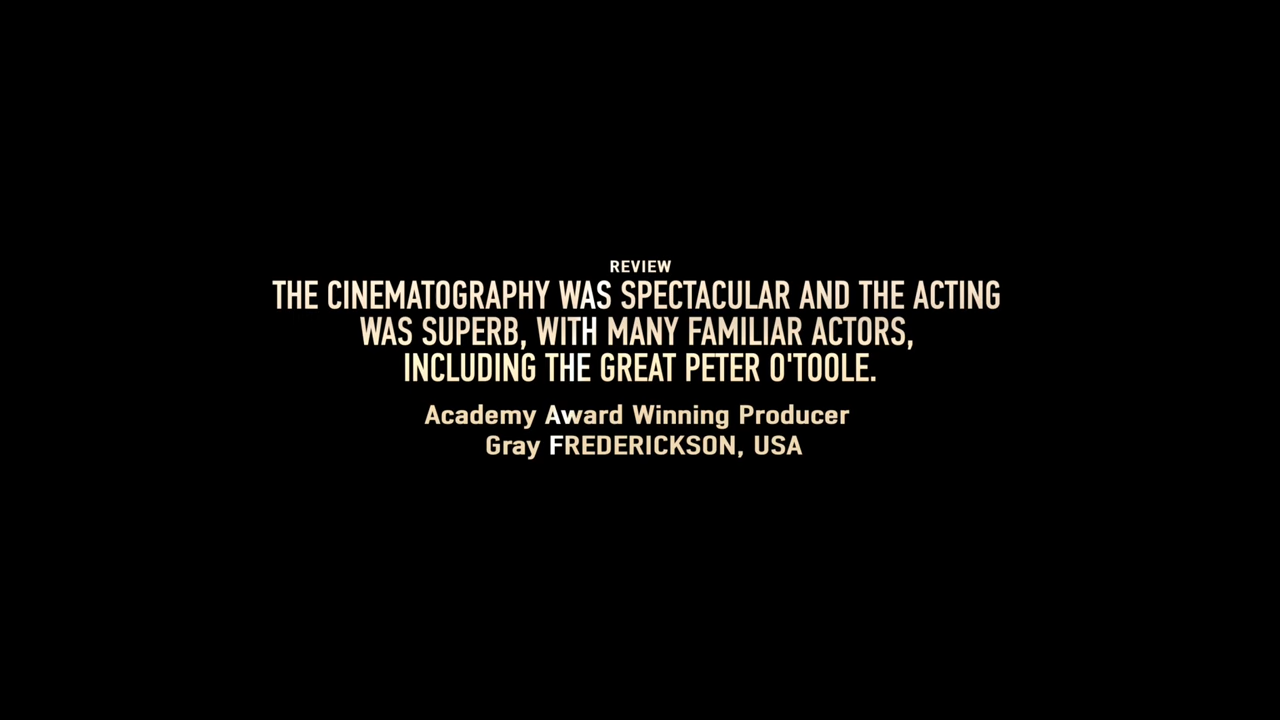 REVIEW
THE CINEMATOGRAPHY WAS SPECTACULAR AND THE ACTING
WAS SUPERB, WITH MANY FAMILIAR ACTORS,
INCLUDING THE GREAT PETER O'TOOLE.
Academy Award Winning Producer
Gray FREDERICKSON, USA